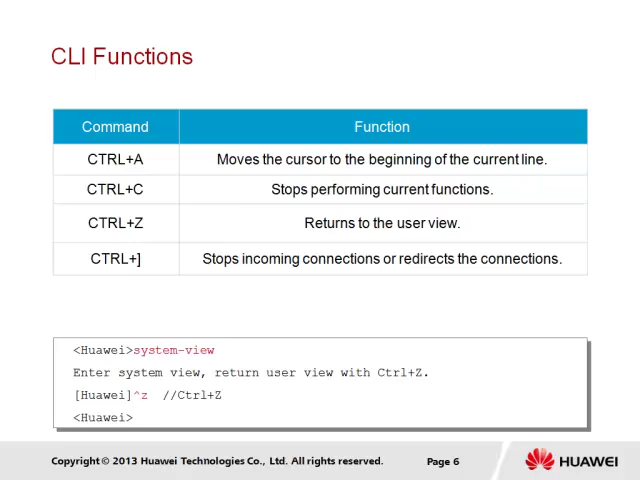 CLI Functions
Command Function
CTRL+A Moves the cursor to the beginning of the current line.
CTRL+C Stops performing current functions.
CTRL+Z Returns to the user view.
CTRL+] Stops incoming connections or redirects the connections.
<Huawei>system-view
Enter system view, return user view with Ctrl+Z.
[Huawei]^z //Ctrl+Z
<Huawei>
Copyright © 2013 Huawei Technologies Co., Ltd. All rights reserved. Page 6 HUAWEI